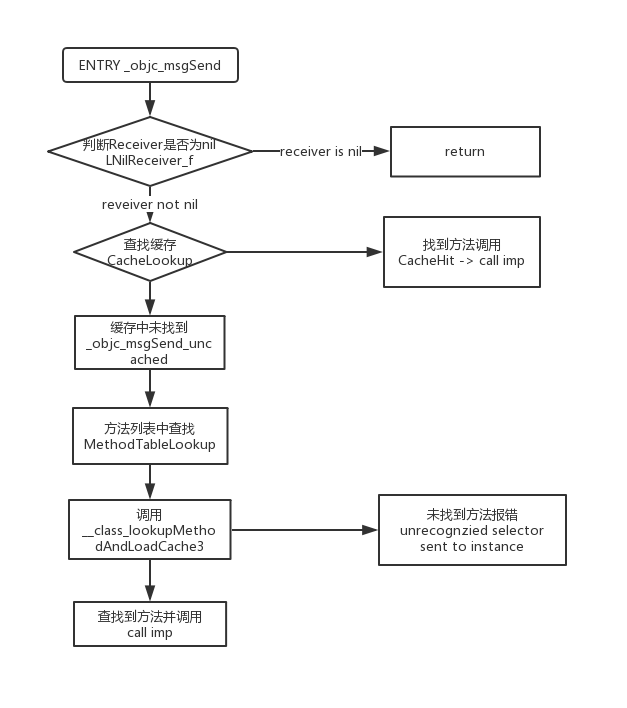 ENTRY _objc_msgSend
判断Receiver是否为nil
LNilReceiver_f
receiver is nil
return
reveiver not nil
查找缓存
CacheLookup
找到方法调用
CacheHit -> call imp
缓存中未找到
_objc_msgSend_unc
ached
方法列表中查找
MethodTableLookup
调用
__class_lookupMetho
dAndLoadCache3
未找到方法报错
unrecognzied selector
sent to instance
查找到方法并调用
call imp